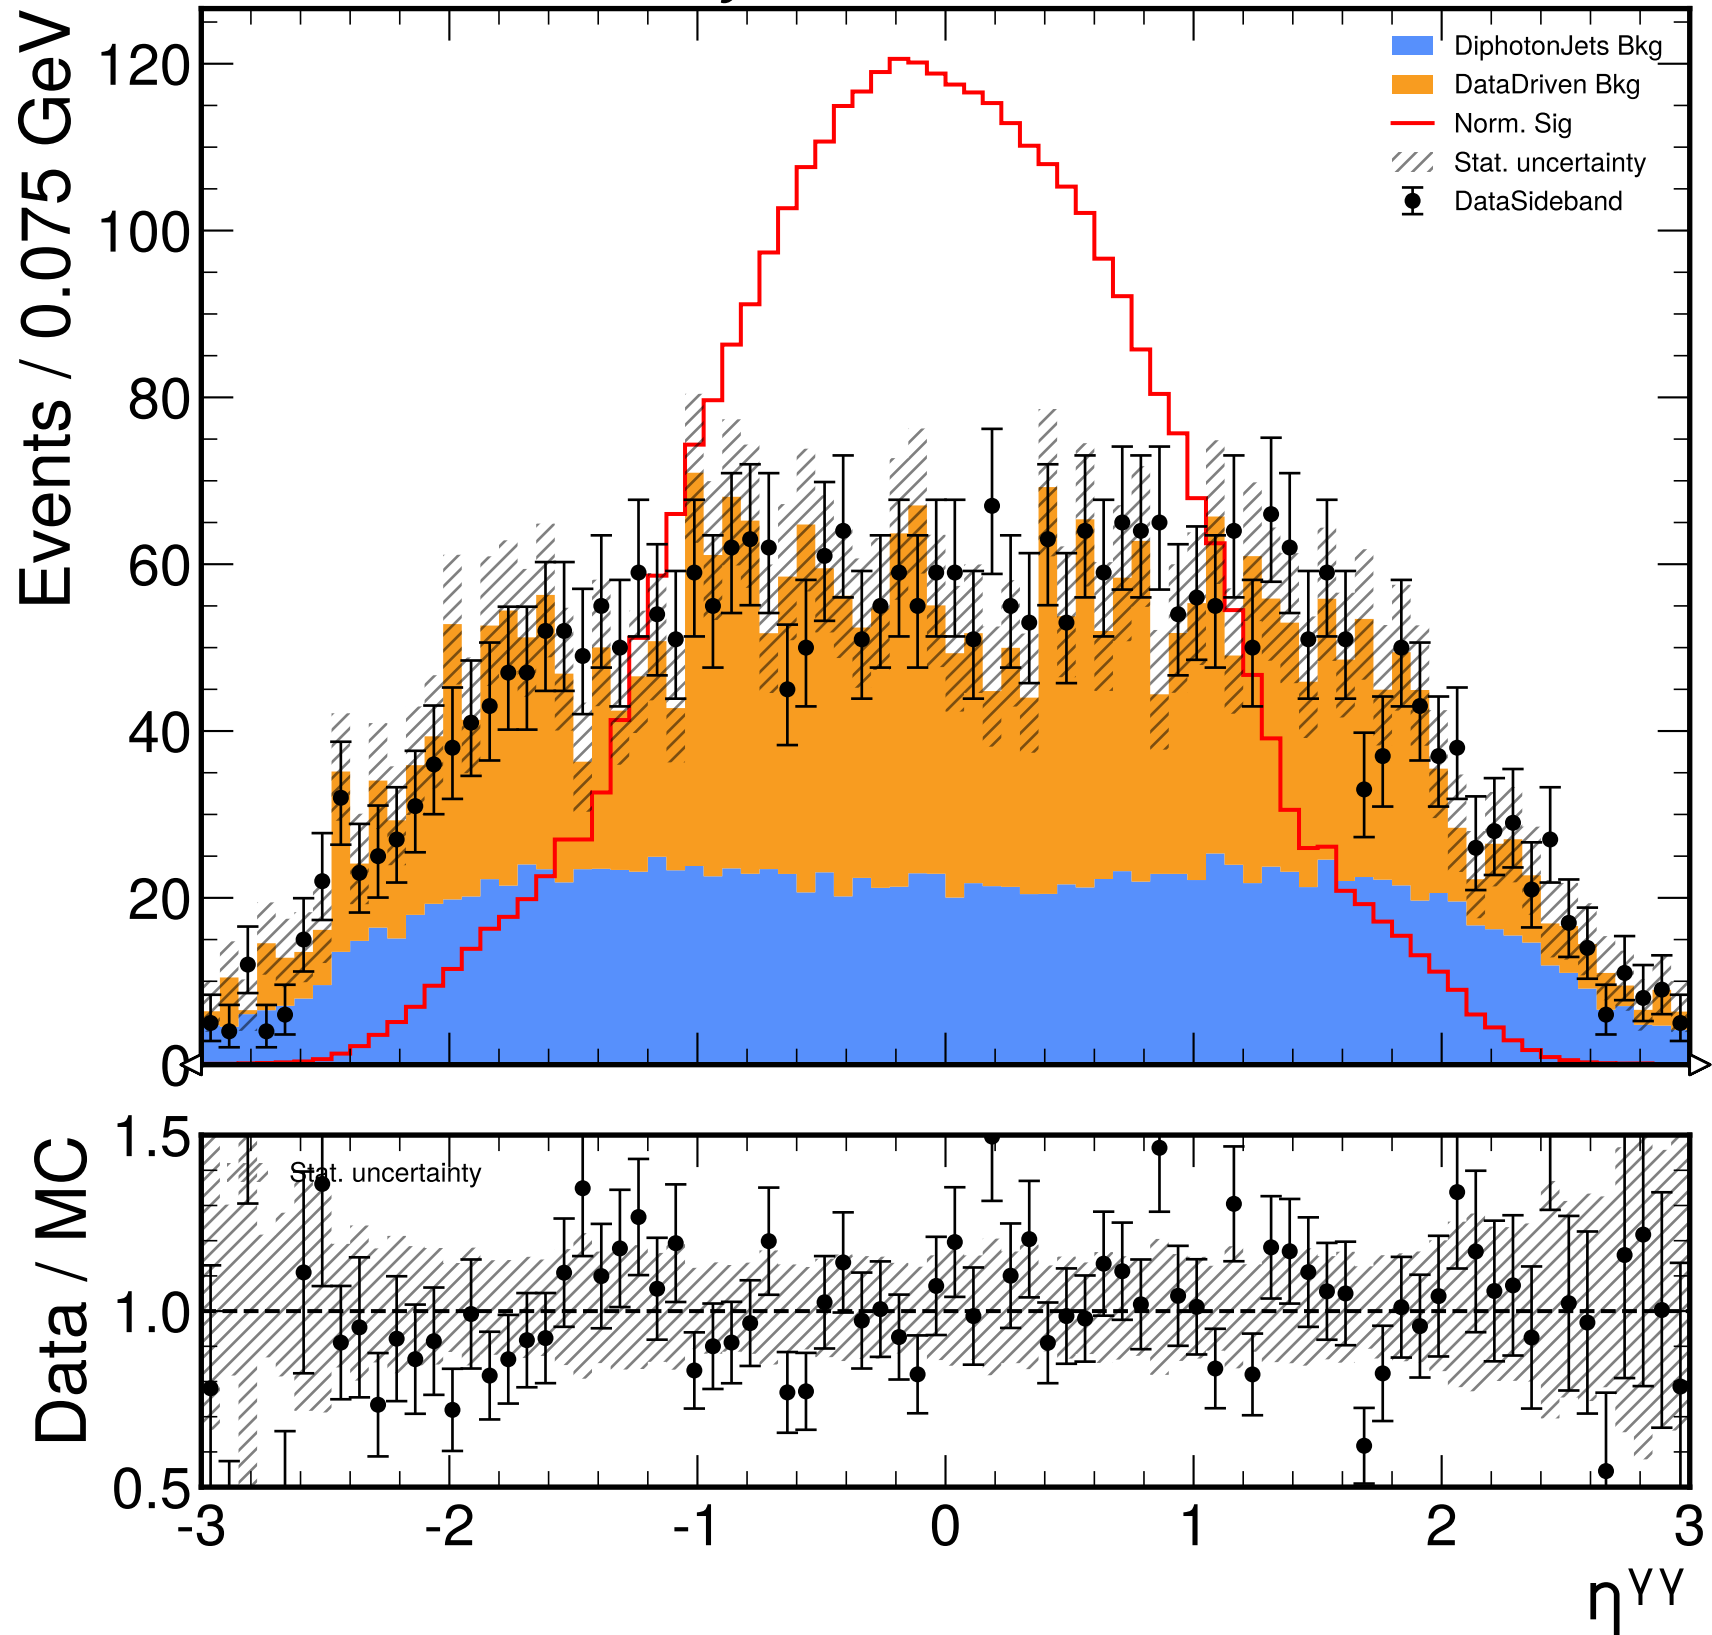 Events / 0.075 GeV
120
100
80
60
40
20
0
DiphotonJets Bkg
DataDriven Bkg
Norm. Sig
Stat. uncertainty
DataSideband
Data / MC
1.5
1.0
0.5
Stat. uncertainty
-3 -2 -1 0 1 2 3
η^γγ